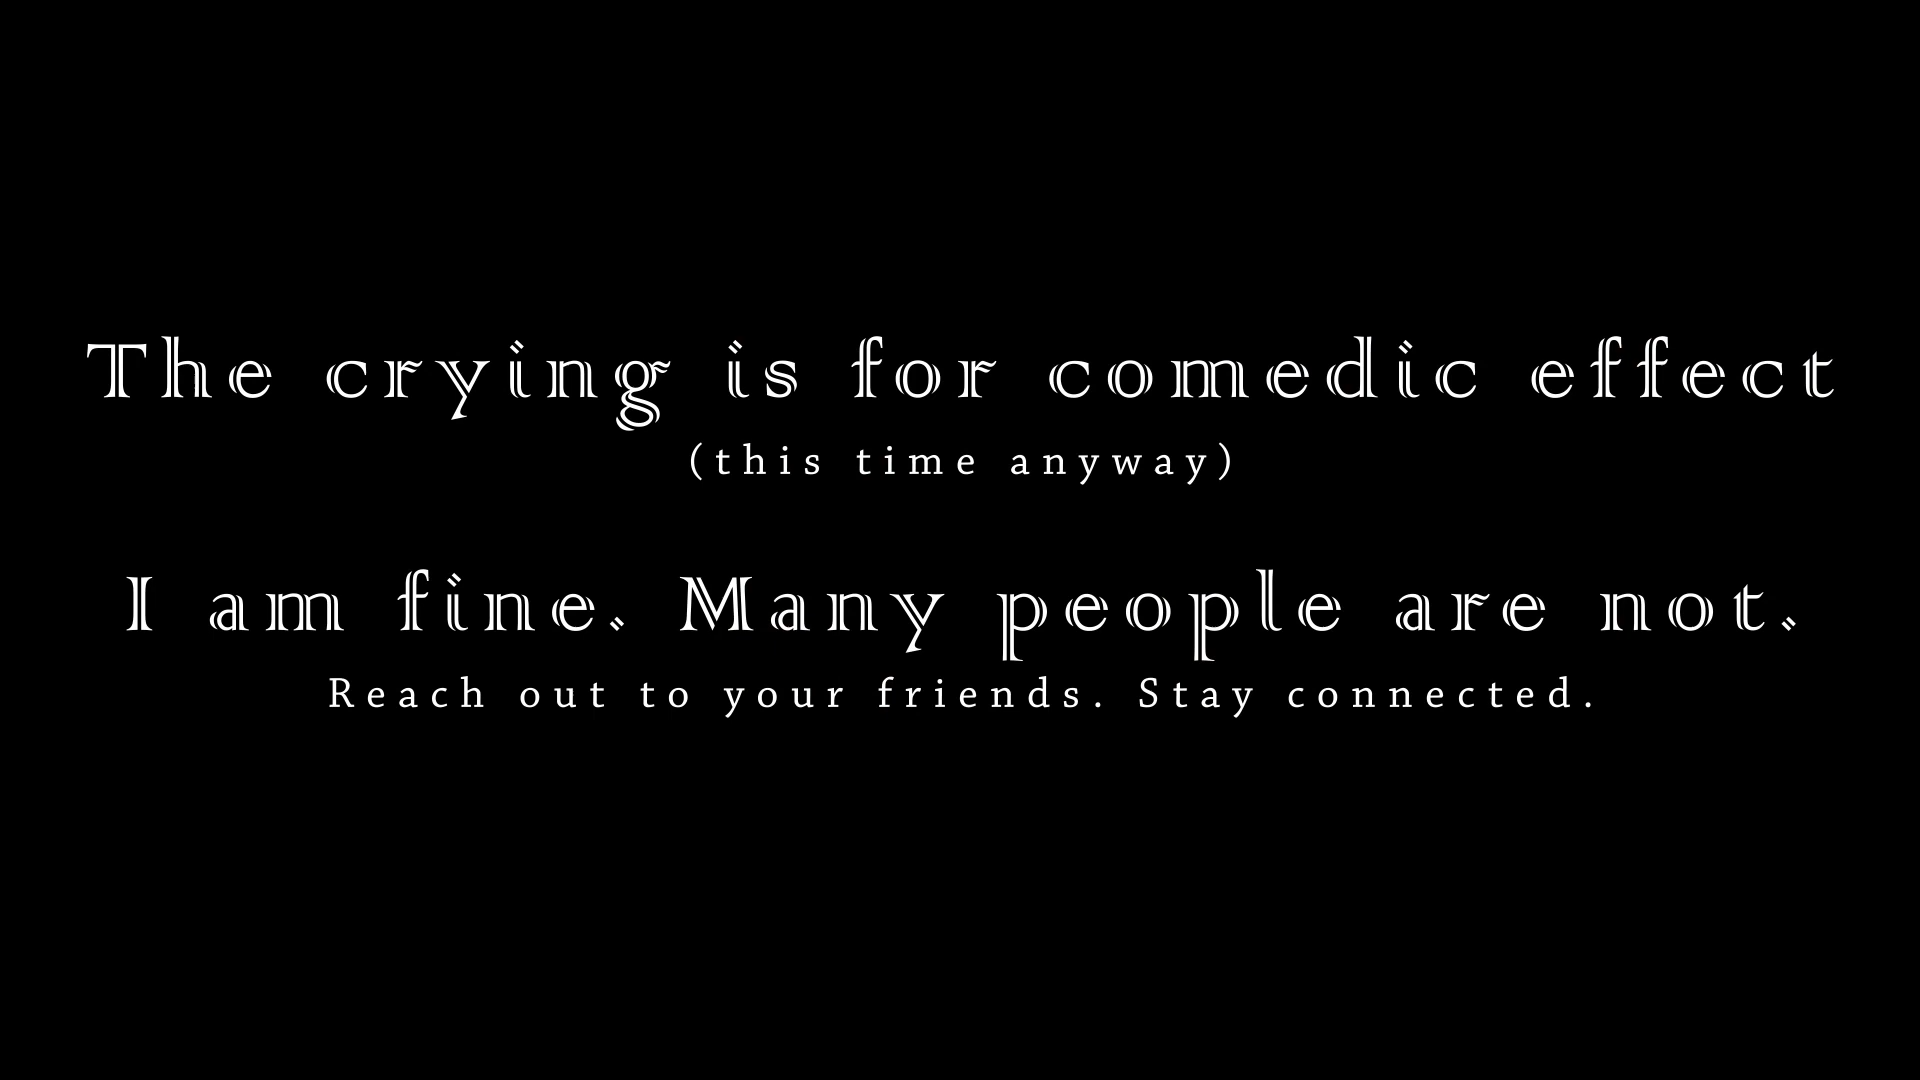 The crying is for comedic effect
(this time anyway)
I am fine. Many people are not.
Reach out to your friends. Stay connected.